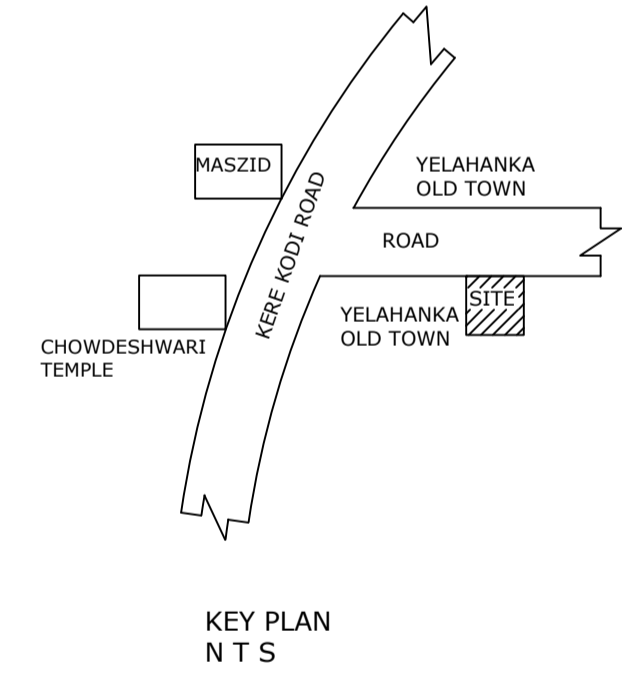 MASZID
YELAHANKA
OLD TOWN
ROAD
KERE KODI ROAD
SITE
YELAHANKA
OLD TOWN
CHOWDESHWARI
TEMPLE
KEY PLAN
N T S